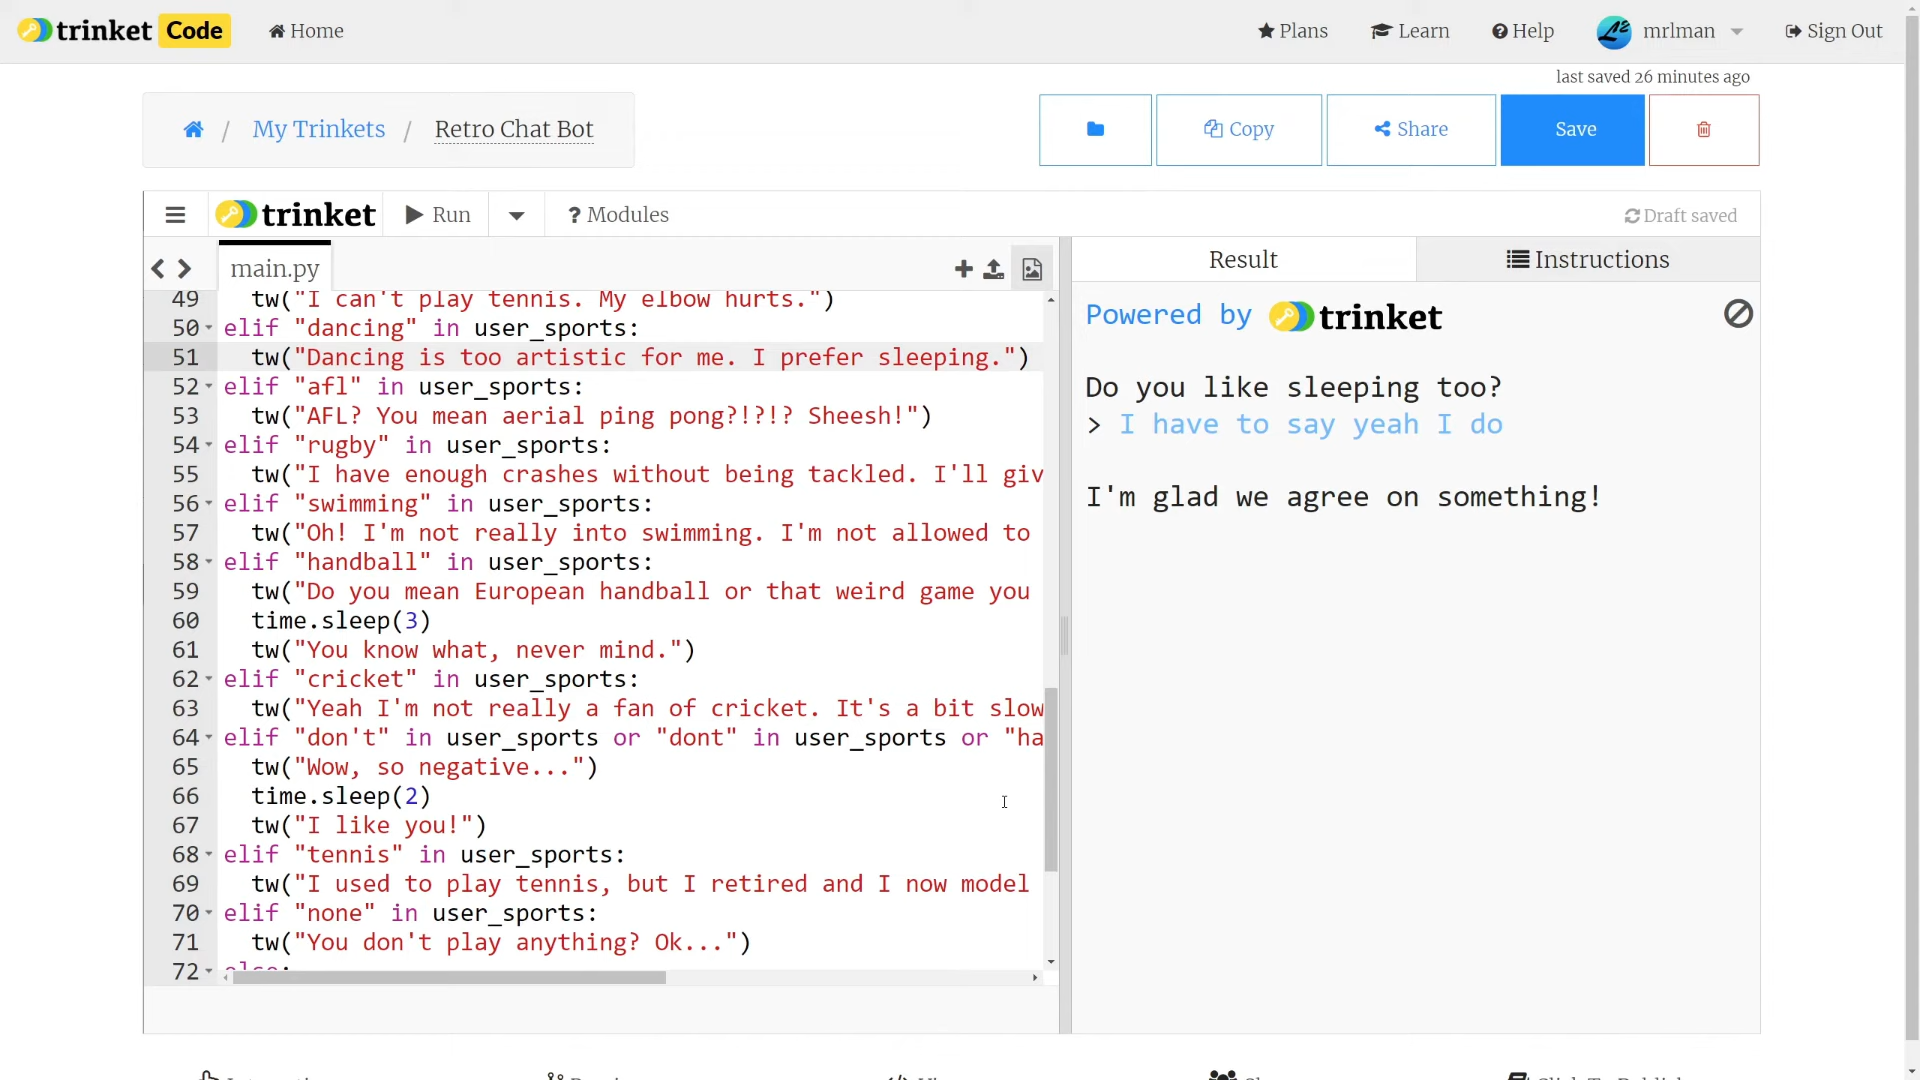 trinket Code Home Plans Learn Help mrlman Sign Out
last saved 26 minutes ago
/ My Trinkets / Retro Chat Bot Copy Share Save
trinket Run ? Modules Draft saved
main.py
49 tw("I can't play tennis. My elbow hurts.")
50 elif "dancing" in user_sports:
51 tw("Dancing is too artistic for me. I prefer sleeping.")
52 elif "afl" in user_sports:
53 tw("AFL? You mean aerial ping pong?!?!? Sheesh!")
54 elif "rugby" in user_sports:
55 tw("I have enough crashes without being tackled. I'll giv
56 elif "swimming" in user_sports:
57 tw("Oh! I'm not really into swimming. I'm not allowed to
58 elif "handball" in user_sports:
59 tw("Do you mean European handball or that weird game you
60 time.sleep(3)
61 tw("You know what, never mind.")
62 elif "cricket" in user_sports:
63 tw("Yeah I'm not really a fan of cricket. It's a bit slow
64 elif "don't" in user_sports or "dont" in user_sports or "ha
65 tw("Wow, so negative...")
66 time.sleep(2)
67 tw("I like you!")
68 elif "tennis" in user_sports:
69 tw("I used to play tennis, but I retired and I now model
70 elif "none" in user_sports:
71 tw("You don't play anything? Ok...")
72 else:
Result Instructions
Powered by trinket
Do you like sleeping too?
> I have to say yeah I do
I'm glad we agree on something!